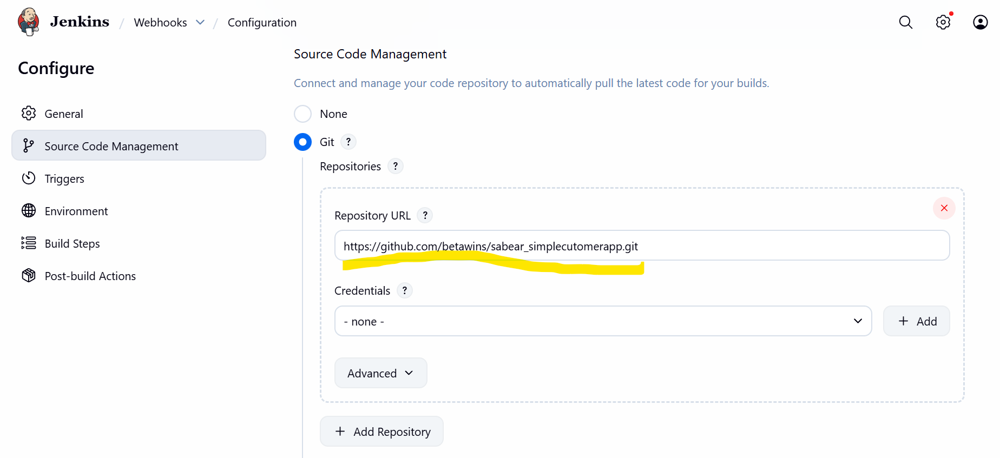 Jenkins / Webhooks / Configuration
Configure
General
Source Code Management
Triggers
Environment
Build Steps
Post-build Actions
Source Code Management
Connect and manage your code repository to automatically pull the latest code for your builds.
None
Git ?
Repositories ?
Repository URL ?
https://github.com/betawins/sabear_simplecutomerapp.git
Credentials ?
- none -
+ Add
Advanced
+ Add Repository